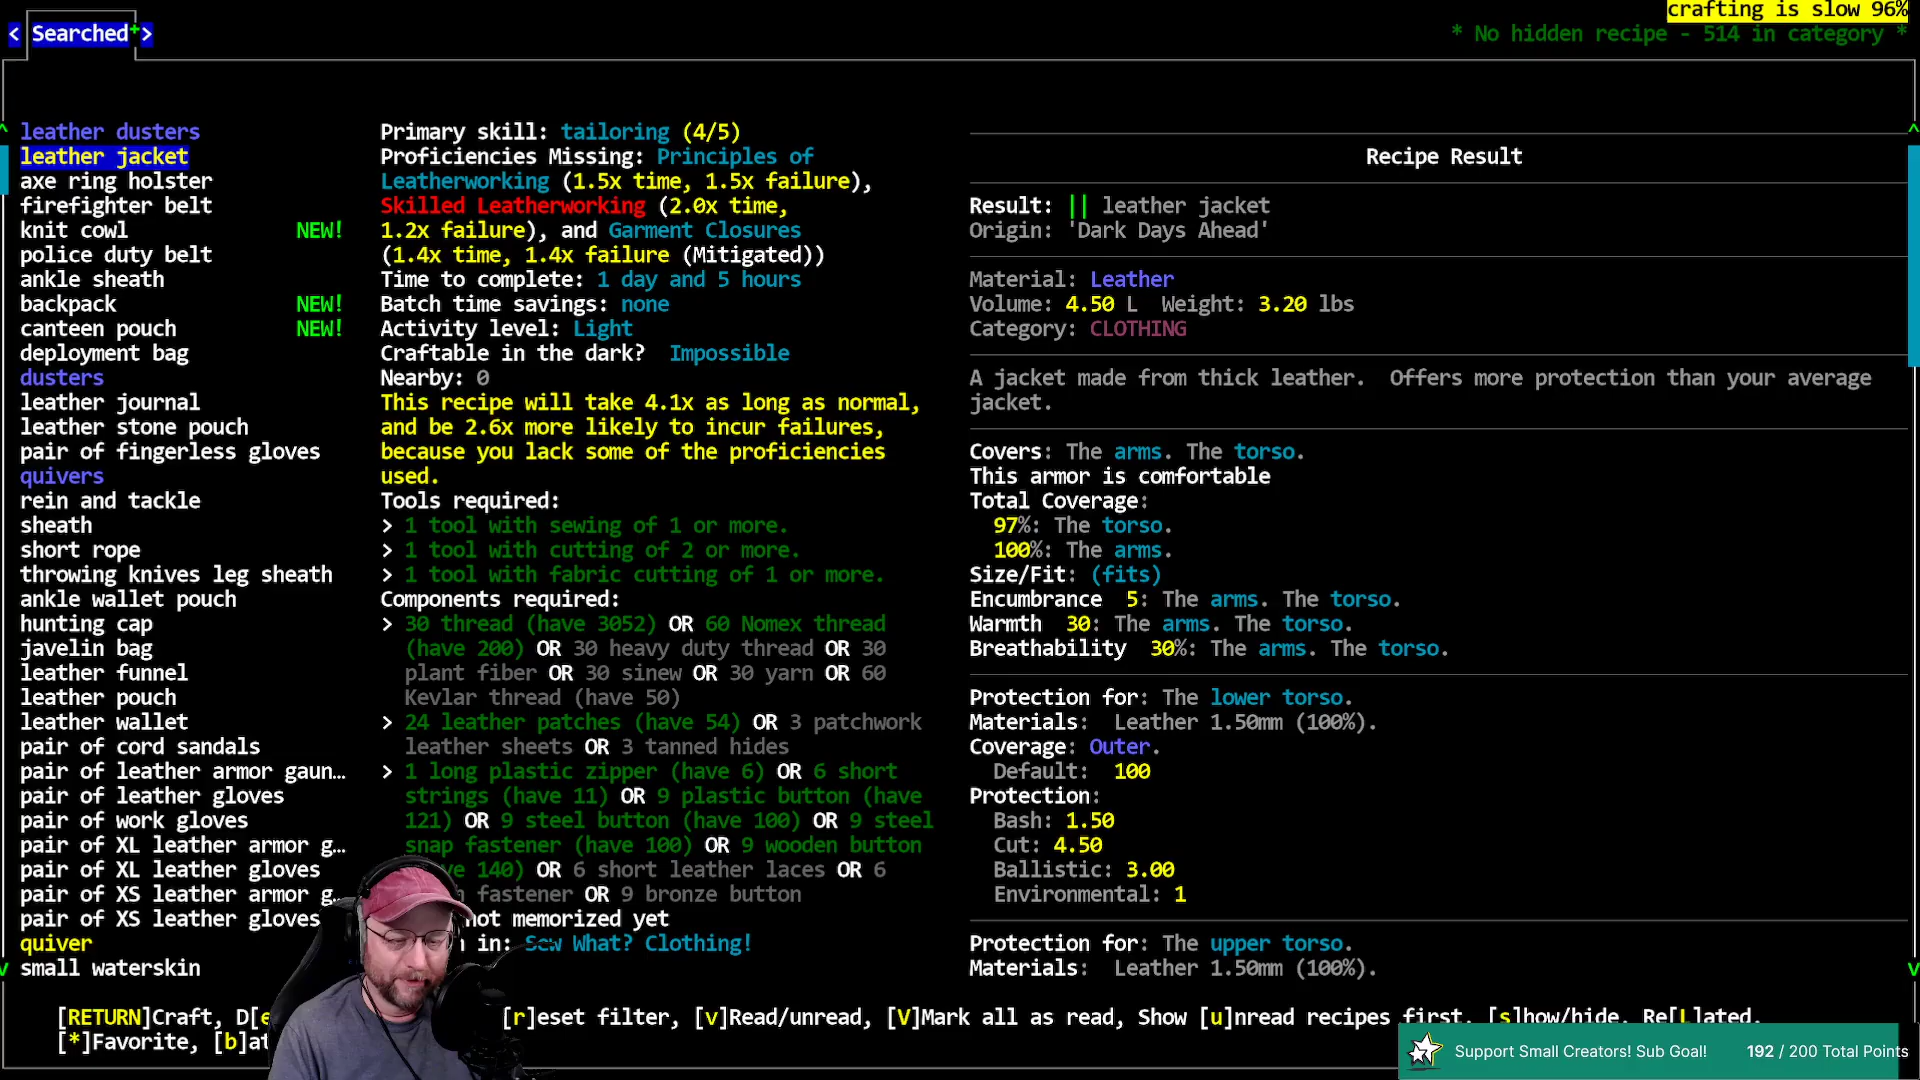 crafting is slow 96%
< Searched+ >
* No hidden recipe - 514 in category *
leather dusters
leather jacket
axe ring holster
firefighter belt
knit cowl NEW!
police duty belt
ankle sheath
backpack NEW!
canteen pouch NEW!
deployment bag
dusters
leather journal
leather stone pouch
pair of fingerless gloves
quivers
rein and tackle
sheath
short rope
throwing knives leg sheath
ankle wallet pouch
hunting cap
javelin bag
leather funnel
leather pouch
leather wallet
pair of cord sandals
pair of leather armor gaun…
pair of leather gloves
pair of work gloves
pair of XL leather armor g…
pair of XL leather gloves
pair of XS leather armor g…
pair of XS leather gloves
quiver
small waterskin
Primary skill: tailoring (4/5)
Proficiencies Missing: Principles of
Leatherworking (1.5x time, 1.5x failure),
Skilled Leatherworking (2.0x time,
1.2x failure), and Garment Closures
(1.4x time, 1.4x failure (Mitigated))
Time to complete: 1 day and 5 hours
Batch time savings: none
Activity level: Light
Craftable in the dark? Impossible
Nearby: 0
This recipe will take 4.1x as long as normal,
and be 2.6x more likely to incur failures,
because you lack some of the proficiencies
used.
Tools required:
> 1 tool with sewing of 1 or more.
> 1 tool with cutting of 2 or more.
> 1 tool with fabric cutting of 1 or more.
Components required:
> 30 thread (have 3052) OR 60 Nomex thread
(have 200) OR 30 heavy duty thread OR 30
plant fiber OR 30 sinew OR 30 yarn OR 60
Kevlar thread (have 50)
> 24 leather patches (have 54) OR 3 patchwork
leather sheets OR 3 tanned hides
> 1 long plastic zipper (have 6) OR 6 short
strings (have 11) OR 9 plastic button (have
121) OR 9 steel button (have 100) OR 9 steel
snap fastener (have 100) OR 9 wooden button
ve 140) OR 6 short leather laces OR 6
fastener OR 9 bronze button
not memorized yet
n in: Sew What? Clothing!
Recipe Result
Result: || leather jacket
Origin: 'Dark Days Ahead'
Material: Leather
Volume: 4.50 L Weight: 3.20 lbs
Category: CLOTHING
A jacket made from thick leather. Offers more protection than your average
jacket.
Covers: The arms. The torso.
This armor is comfortable
Total Coverage:
97%: The torso.
100%: The arms.
Size/Fit: (fits)
Encumbrance 5: The arms. The torso.
Warmth 30: The arms. The torso.
Breathability 30%: The arms. The torso.
Protection for: The lower torso.
Materials: Leather 1.50mm (100%).
Coverage: Outer.
Default: 100
Protection:
Bash: 1.50
Cut: 4.50
Ballistic: 3.00
Environmental: 1
Protection for: The upper torso.
Materials: Leather 1.50mm (100%).
[RETURN]Craft, D[e [r]eset filter, [v]Read/unread, [V]Mark all as read, Show [u]nread recipes first, [s]how/hide, Re[L]ated,
[*]Favorite, [b]at
Support Small Creators! Sub Goal! 192 / 200 Total Points